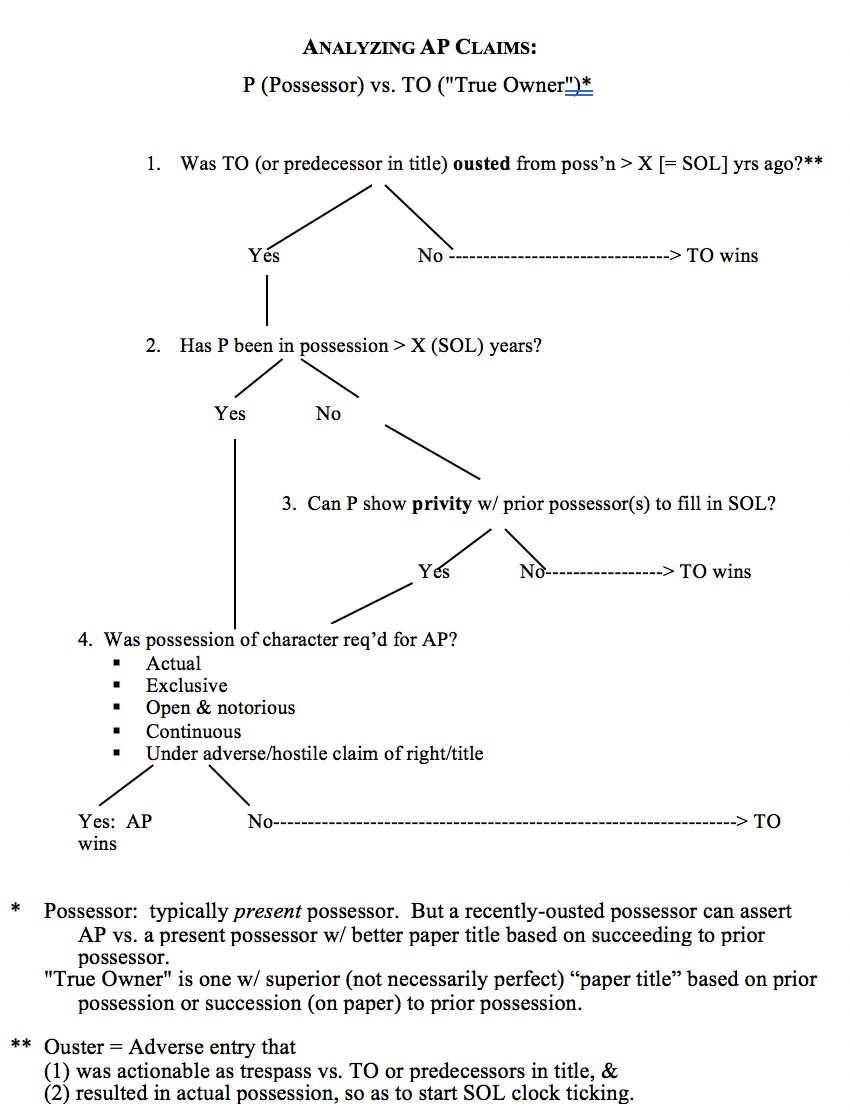 ANALYZING AP CLAIMS:
P (Possessor) vs. TO ("True Owner")*
1. Was TO (or predecessor in title) ousted from poss’n > X [= SOL] yrs ago?**
Yes No --------------------------------> TO wins
2. Has P been in possession > X (SOL) years?
Yes No
3. Can P show privity w/ prior possessor(s) to fill in SOL?
Yes No-----------------> TO wins
4. Was possession of character req’d for AP?
▪ Actual
▪ Exclusive
▪ Open & notorious
▪ Continuous
▪ Under adverse/hostile claim of right/title
Yes: AP No--------------------------------------------------------------------> TO
wins
* Possessor: typically present possessor. But a recently-ousted possessor can assert
AP vs. a present possessor w/ better paper title based on succeeding to prior
possessor.
"True Owner" is one w/ superior (not necessarily perfect) “paper title” based on prior
possession or succession (on paper) to prior possession.
** Ouster = Adverse entry that
(1) was actionable as trespass vs. TO or predecessors in title, &
(2) resulted in actual possession, so as to start SOL clock ticking.